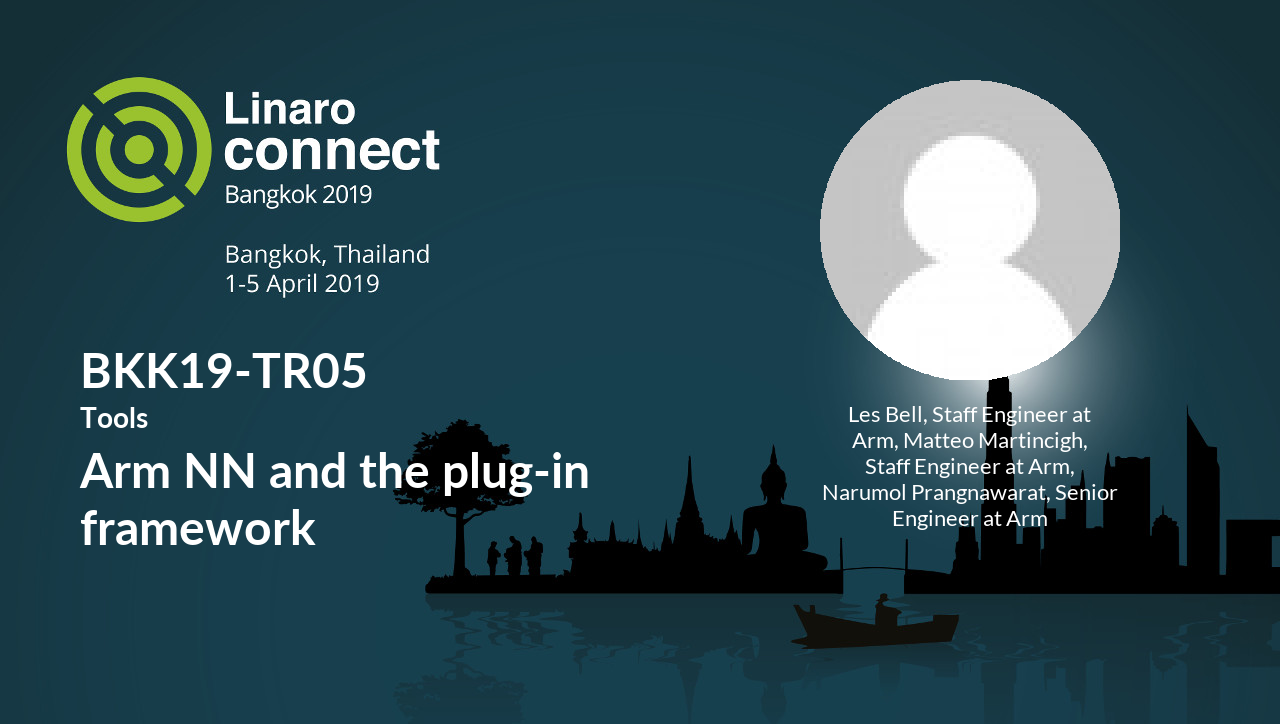 Linaro
connect
Bangkok 2019
Bangkok, Thailand
1-5 April 2019
BKK19-TR05
Tools
Arm NN and the plug-in
framework
Les Bell, Staff Engineer at
Arm, Matteo Martincigh,
Staff Engineer at Arm,
Narumol Prangnawarat, Senior
Engineer at Arm